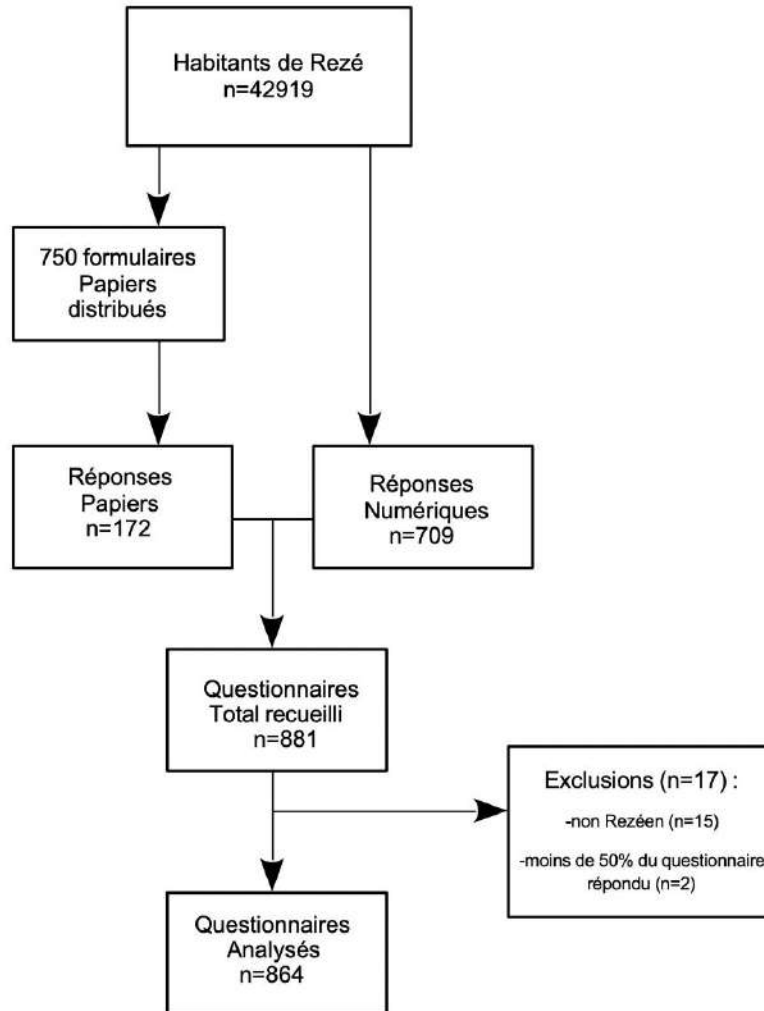 Habitants de Rezé
n=42919
750 formulaires
Papiers
distribués
Réponses
Papiers
n=172
Réponses
Numériques
n=709
Questionnaires
Total recueilli
n=881
Exclusions (n=17) :
-non Rezéen (n=15)
-moins de 50% du questionnaire
répondu (n=2)
Questionnaires
Analysés
n=864